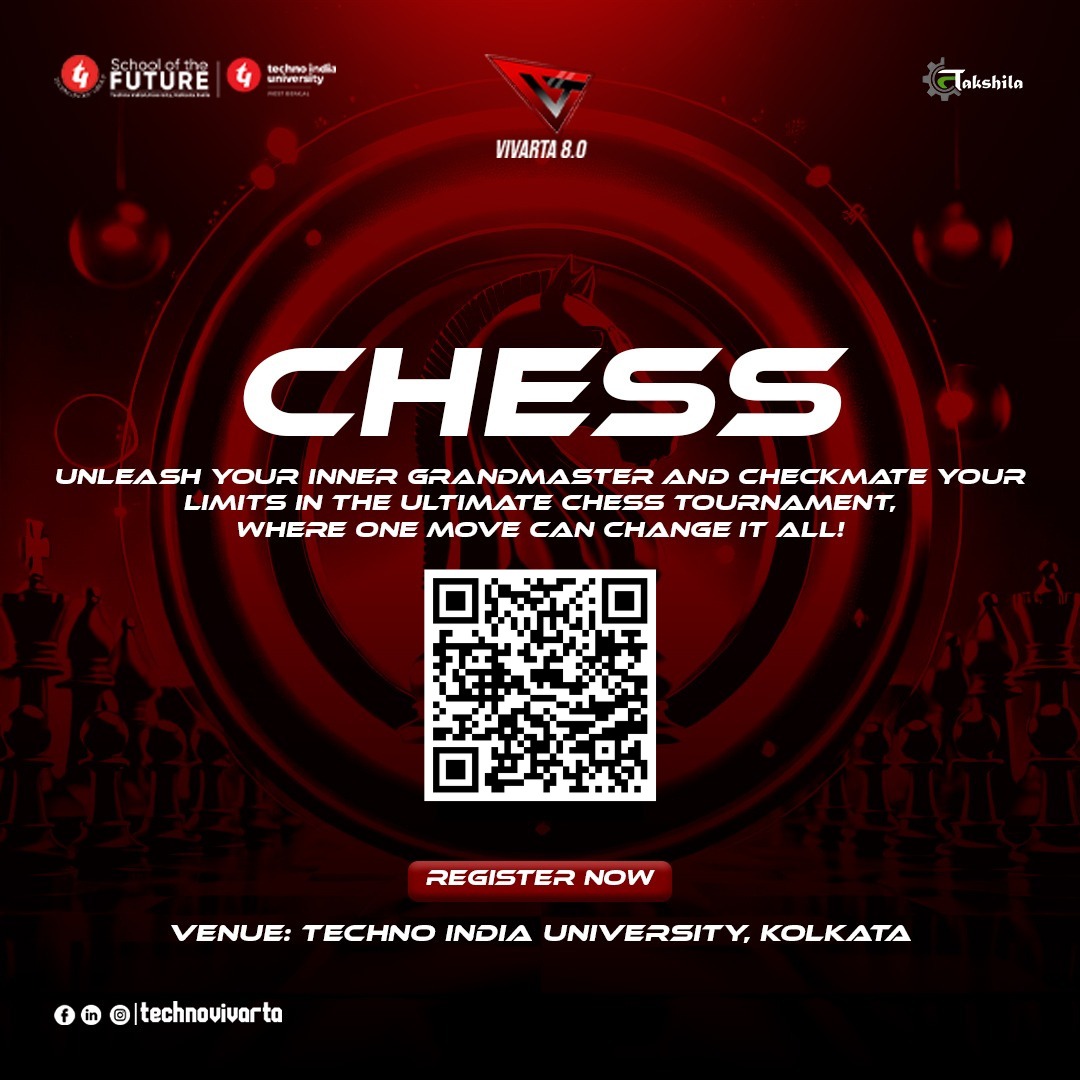 School of the
FUTURE
techno india
university
WEST BENGAL
VIVARTA 8.0
Takshila
CHESS
UNLEASH YOUR INNER GRANDMASTER AND CHECKMATE YOUR
LIMITS IN THE ULTIMATE CHESS TOURNAMENT,
WHERE ONE MOVE CAN CHANGE IT ALL!
REGISTER NOW
VENUE: TECHNO INDIA UNIVERSITY, KOLKATA
technovivarta